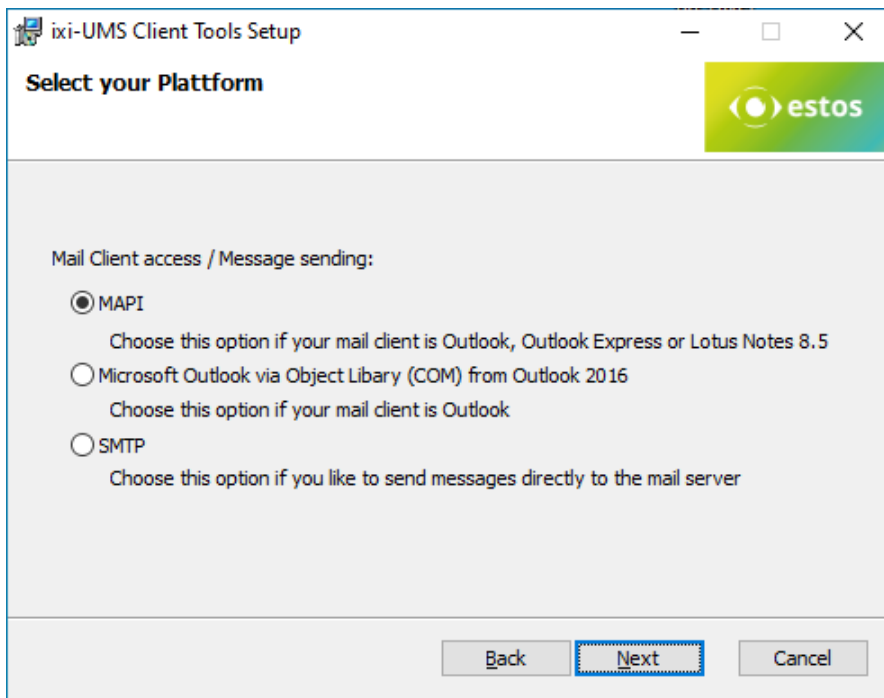 ixi-UMS Client Tools Setup
Select your Plattform
estos
Mail Client access / Message sending:
MAPI
Choose this option if your mail client is Outlook, Outlook Express or Lotus Notes 8.5
Microsoft Outlook via Object Libary (COM) from Outlook 2016
Choose this option if your mail client is Outlook
SMTP
Choose this option if you like to send messages directly to the mail server
Back Next Cancel